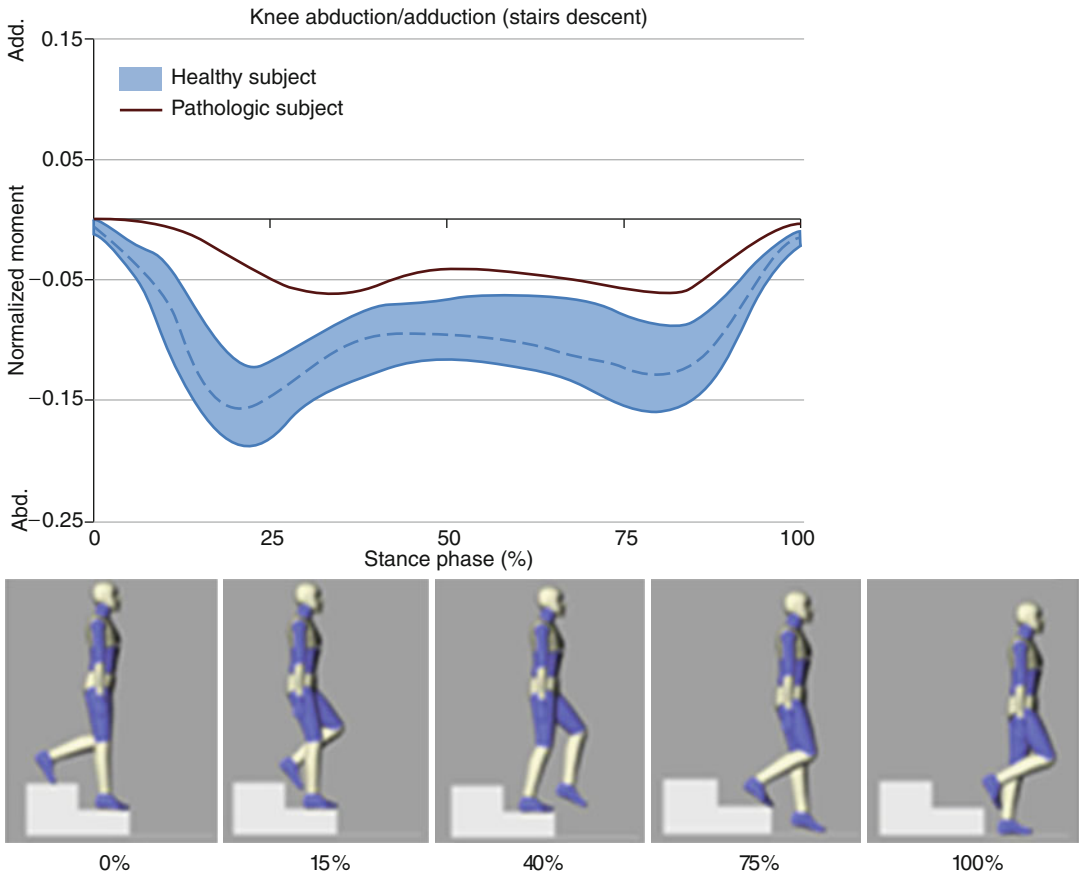 Knee abduction/adduction (stairs descent)
Add.
0.15
Healthy subject
Pathologic subject
0.05
Normalized moment
−0.05
−0.15
Abd.
−0.25
0 25 50 75 100
Stance phase (%)
0% 15% 40% 75% 100%